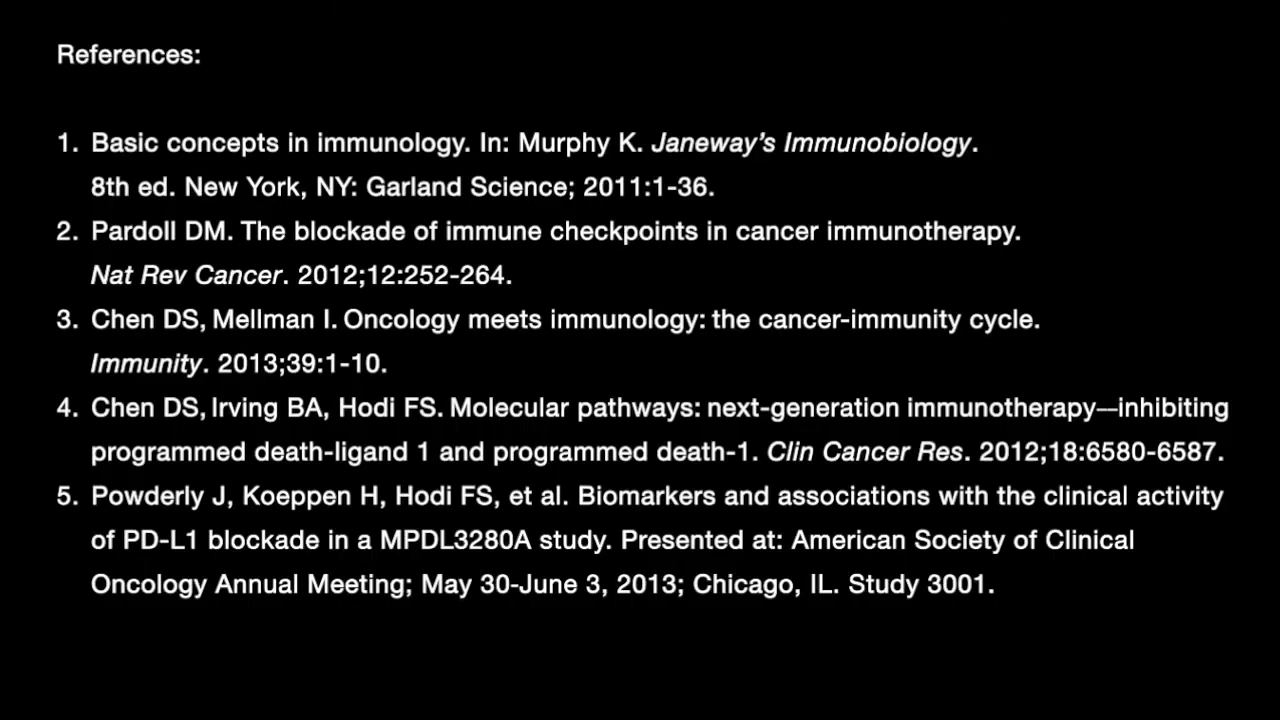 References:
1. Basic concepts in immunology. In: Murphy K. Janeway’s Immunobiology.
8th ed. New York, NY: Garland Science; 2011:1-36.
2. Pardoll DM. The blockade of immune checkpoints in cancer immunotherapy.
Nat Rev Cancer. 2012;12:252-264.
3. Chen DS, Mellman I. Oncology meets immunology: the cancer-immunity cycle.
Immunity. 2013;39:1-10.
4. Chen DS, Irving BA, Hodi FS. Molecular pathways: next-generation immunotherapy—inhibiting
programmed death-ligand 1 and programmed death-1. Clin Cancer Res. 2012;18:6580-6587.
5. Powderly J, Koeppen H, Hodi FS, et al. Biomarkers and associations with the clinical activity
of PD-L1 blockade in a MPDL3280A study. Presented at: American Society of Clinical
Oncology Annual Meeting; May 30-June 3, 2013; Chicago, IL. Study 3001.